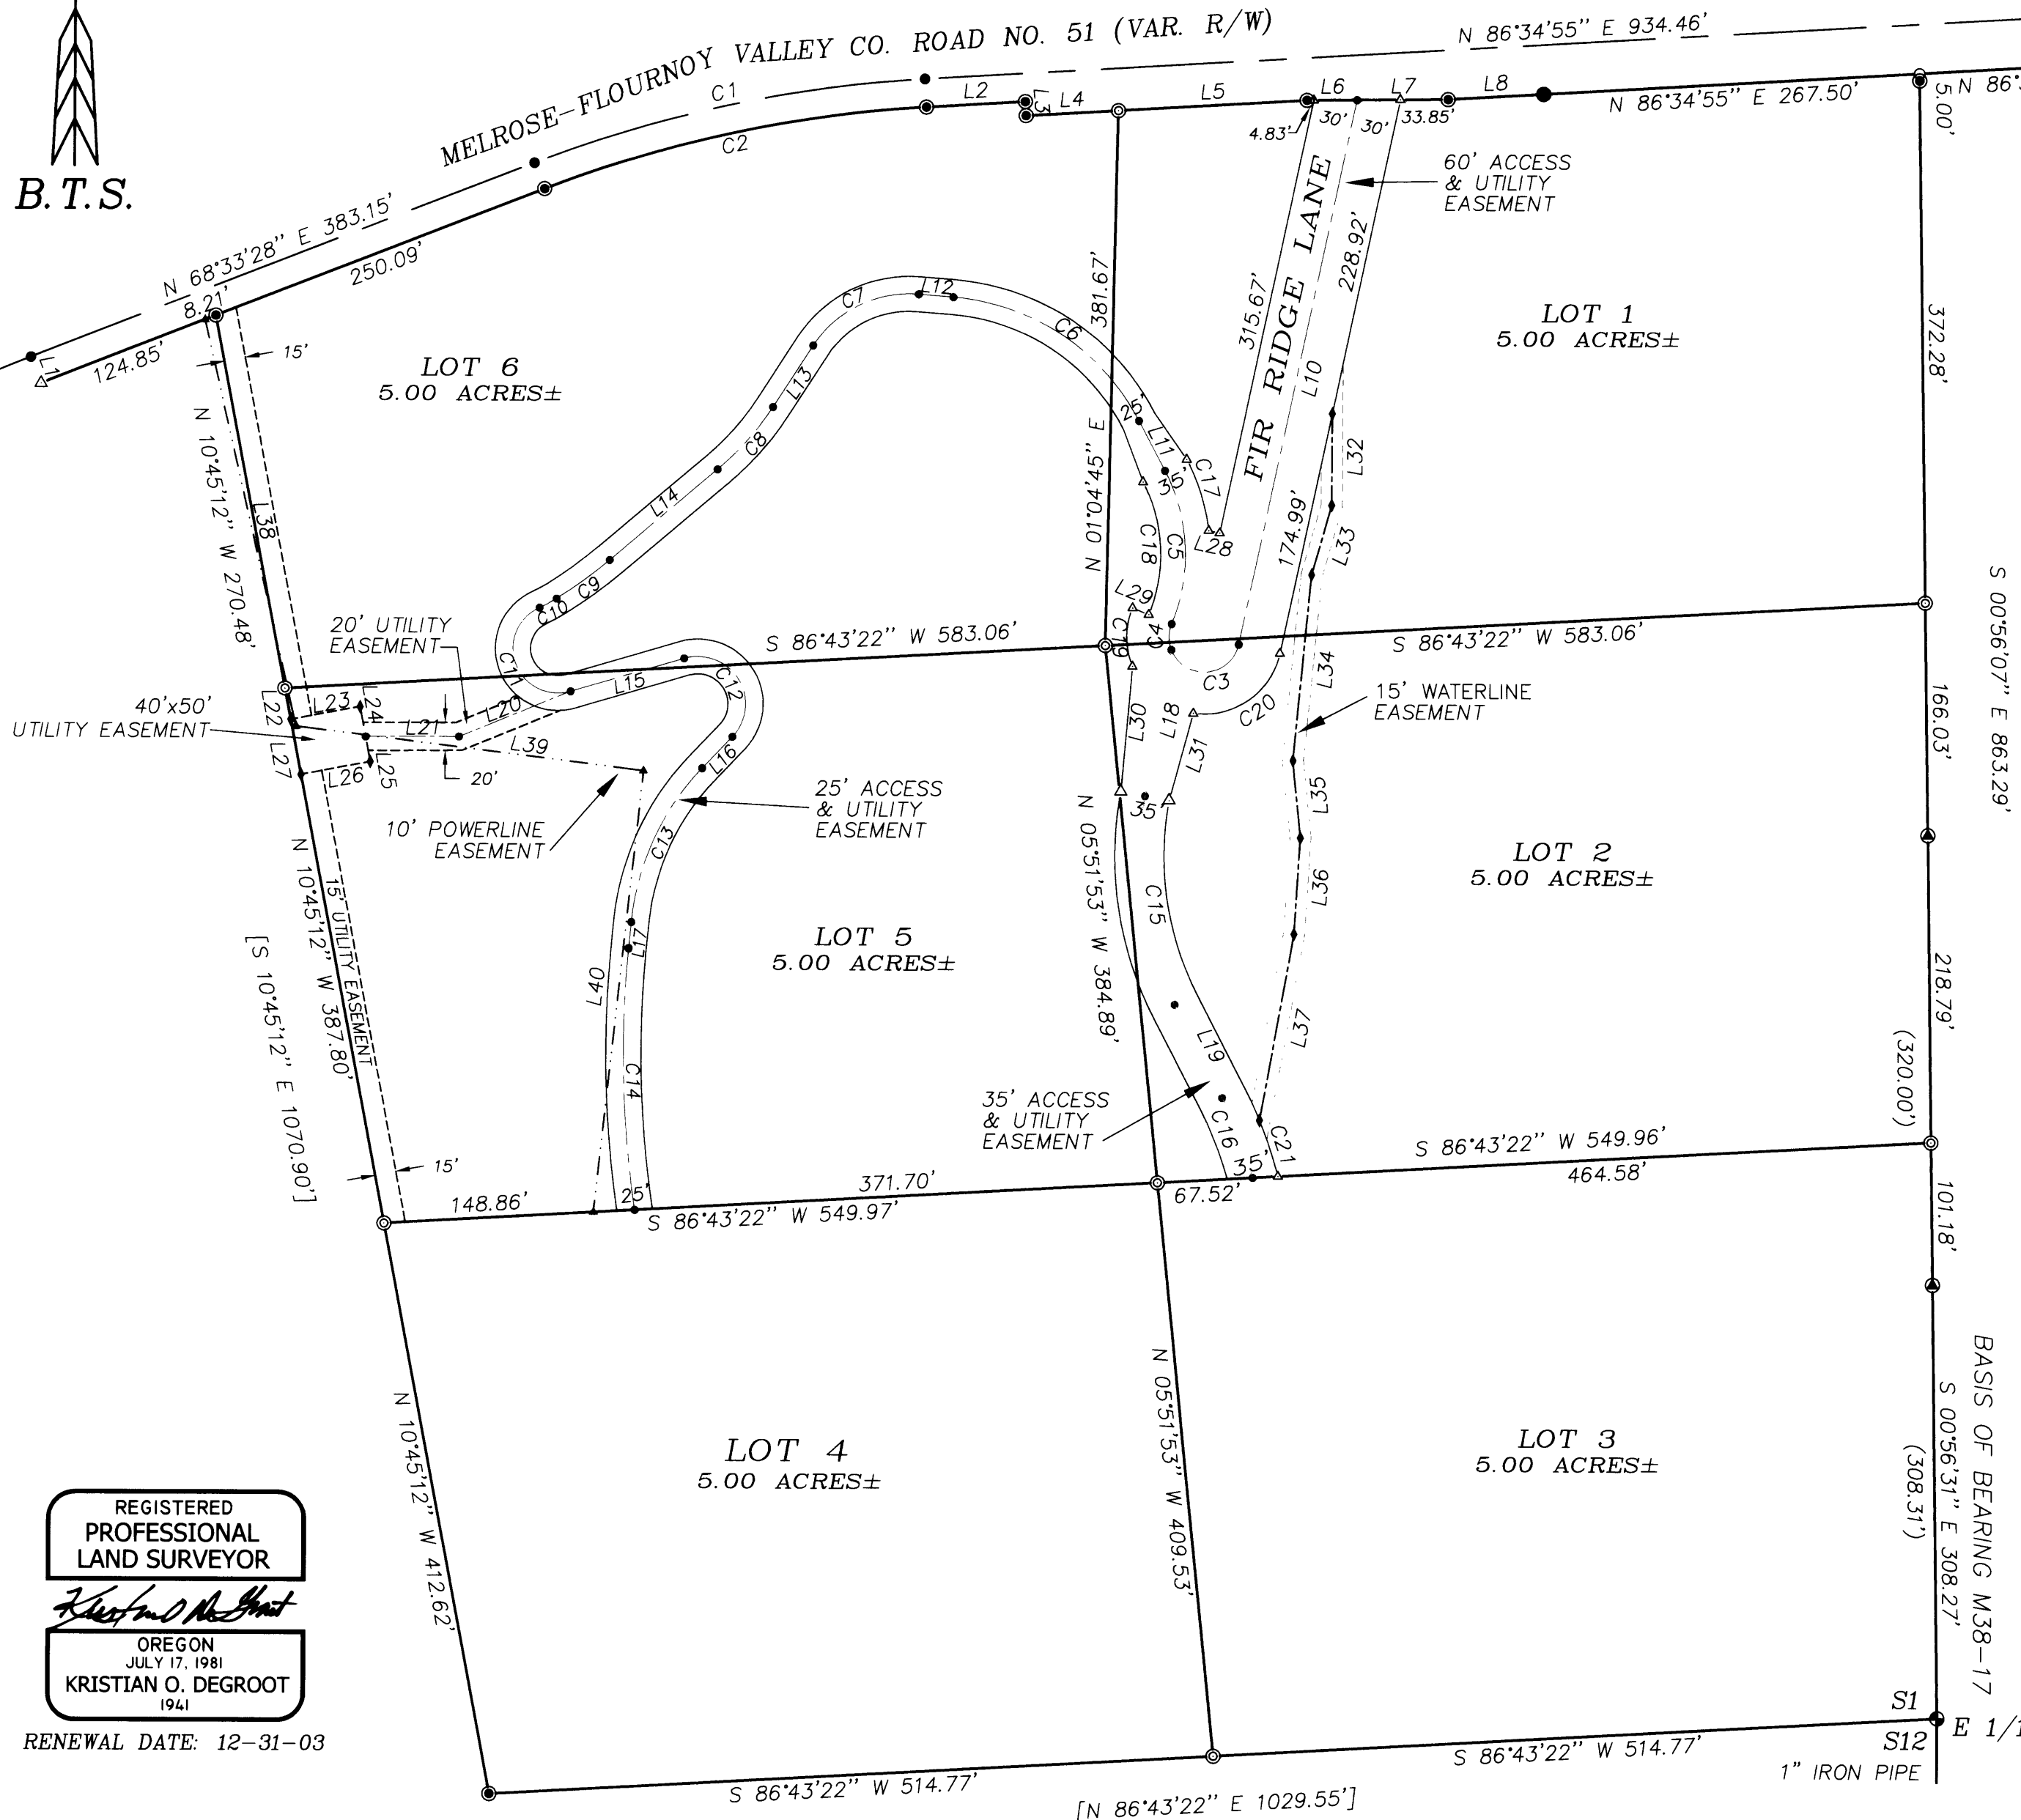 B.T.S.
MELROSE-FLOURNOY VALLEY CO. ROAD NO. 51 (VAR. R/W)
N 86°34'55" E 934.46'
C1
C2
L2
L3
L4
L5
L6
L7
L8
4.83'
30'
30'
33.85'
N 86°34'55" E 267.50'
5.00'
N 86°
N 68°33'28" E 383.15'
250.09'
8.21'
L1
124.85'
15'
60' ACCESS
& UTILITY
EASEMENT
FIR RIDGE LANE
315.67'
228.92'
L10
381.67'
N 01°04'45" E
LOT 1
5.00 ACRES±
372.28'
LOT 6
5.00 ACRES±
N 10°45'12" W 270.48'
L38
C7
L12
C6
L13
C8
L14
C9
C10
C11
25'
L11
35'
C17
C18
C5
L28
L29
C4
C19
C3
174.99'
L32
L33
L34
S 00°56'07" E 863.29'
20' UTILITY
EASEMENT
S 86°43'22" W 583.06'
S 86°43'22" W 583.06'
40'x50'
UTILITY EASEMENT
L22
L23
L24
L20
L21
L15
C12
L27
L26
L25
20'
L39
L16
L30
L18
L31
C20
15' WATERLINE
EASEMENT
166.03'
25' ACCESS
& UTILITY
EASEMENT
10' POWERLINE
EASEMENT
C13
35'
L35
LOT 2
5.00 ACRES±
L36
N 10°45'12" W 387.80'
15' UTILITY EASEMENT
[S 10°45'12" E 1070.90']
L17
L40
LOT 5
5.00 ACRES±
N 05°51'53" W 384.89'
C15
L19
L37
218.79'
(320.00')
C14
35' ACCESS
& UTILITY
EASEMENT
C16
C21
35'
S 86°43'22" W 549.96'
464.58'
15'
148.86'
25'
371.70'
67.52'
S 86°43'22" W 549.97'
101.18'
N 10°45'12" W 412.62'
LOT 4
5.00 ACRES±
N 05°51'53" W 409.53'
LOT 3
5.00 ACRES±
S 00°56'31" E 308.27'
(308.31')
BASIS OF BEARING M38-17
REGISTERED
PROFESSIONAL
LAND SURVEYOR
OREGON
JULY 17, 1981
KRISTIAN O. DEGROOT
1941
RENEWAL DATE: 12-31-03
S1
S12
E 1/1
1" IRON PIPE
S 86°43'22" W 514.77'
S 86°43'22" W 514.77'
[N 86°43'22" E 1029.55']